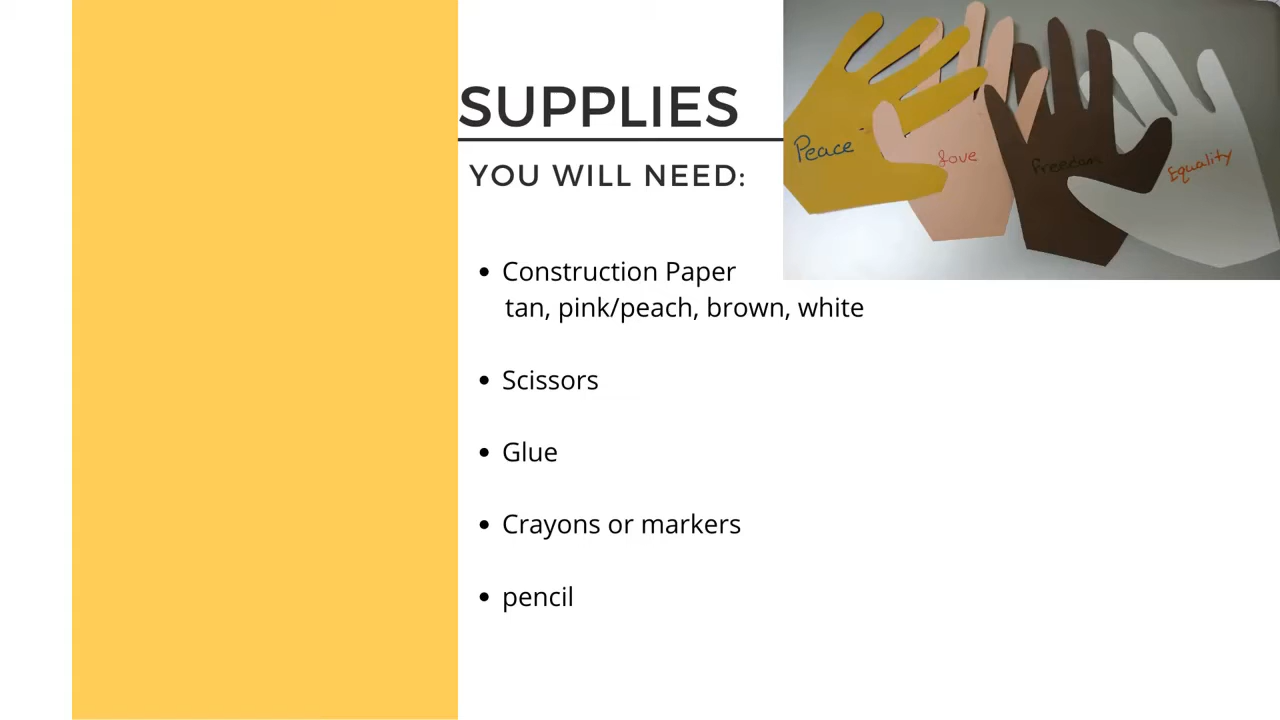 SUPPLIES
YOU WILL NEED:
Peace
Love
Freedom
Equality
• Construction Paper
tan, pink/peach, brown, white
• Scissors
• Glue
• Crayons or markers
• pencil